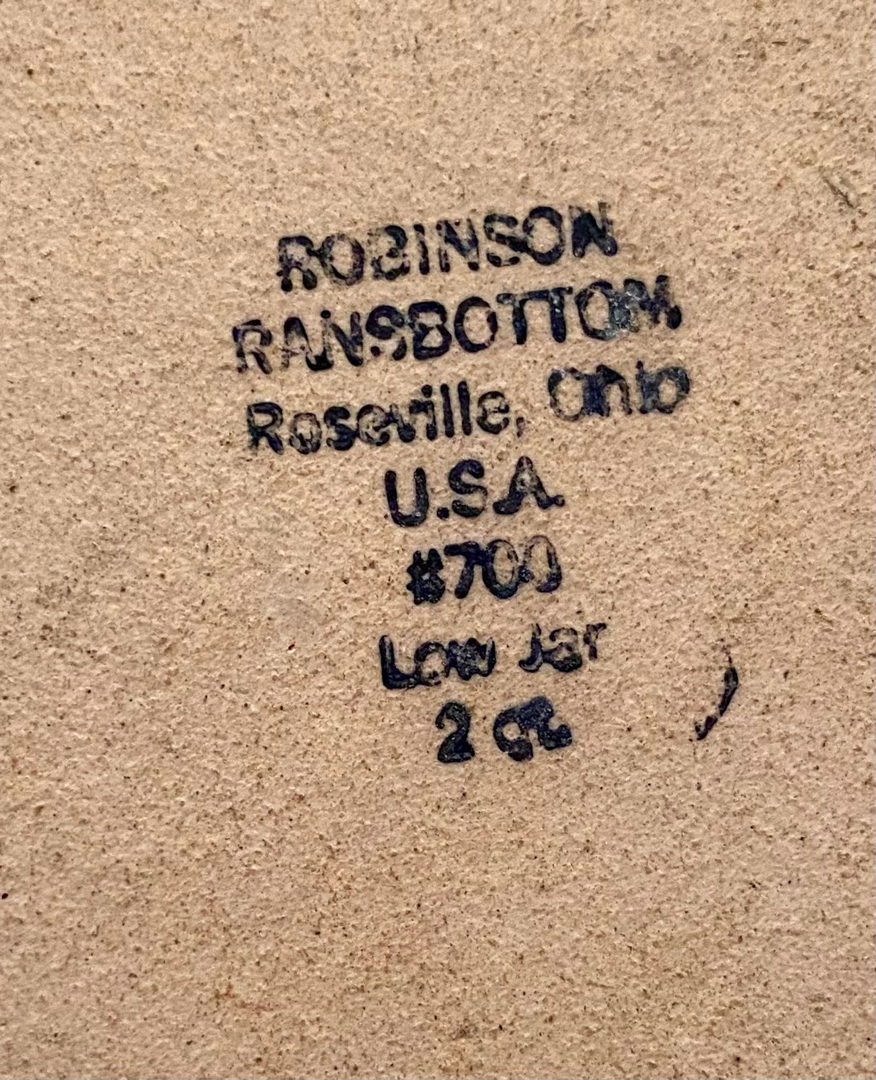 ROBINSON
RANSBOTTOM
Roseville, Ohio
U.S.A.
#700
Low Jar
2 qt.